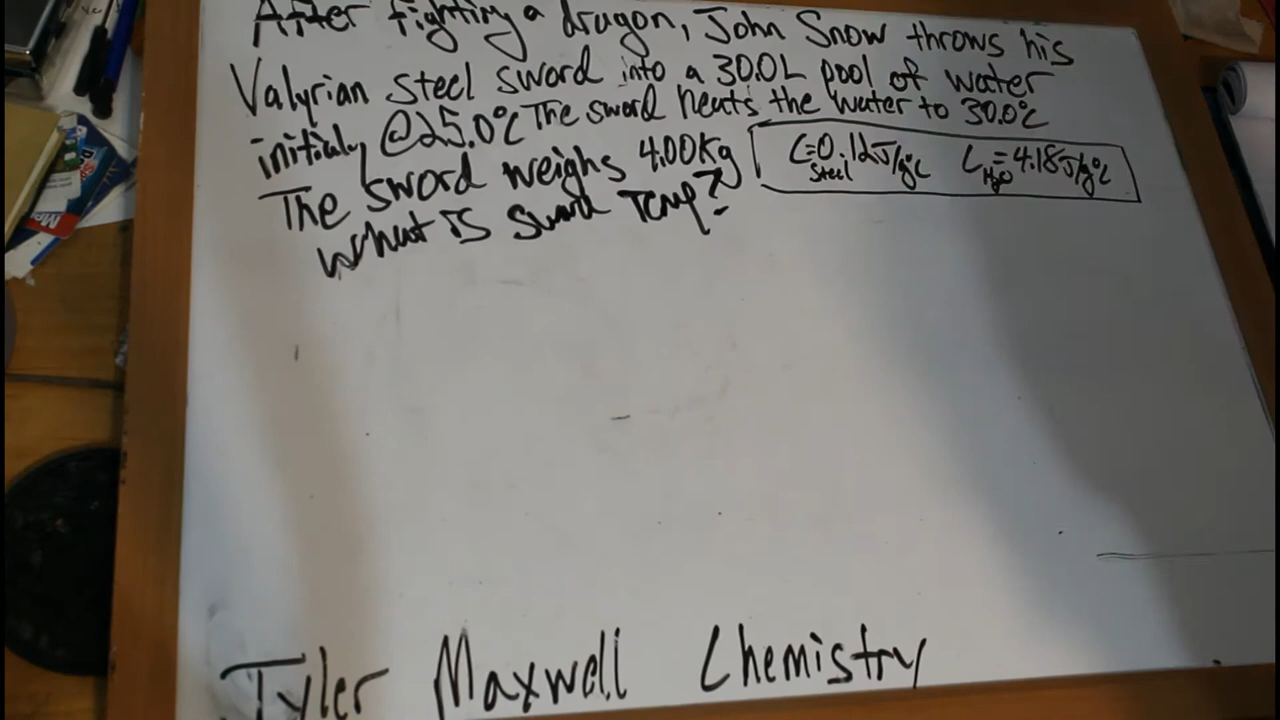 After fighting a dragon, John Snow throws his
Valyrian steel sword into a 30.0L pool of water
initialy @25.0°C The sword heats the water to 30.0°C
The sword weighs 4.00Kg
What is sword Temp?
C=0.12J/g°C
Steel
C=4.18J/g°C
H2O
Tyler Maxwell Chemistry